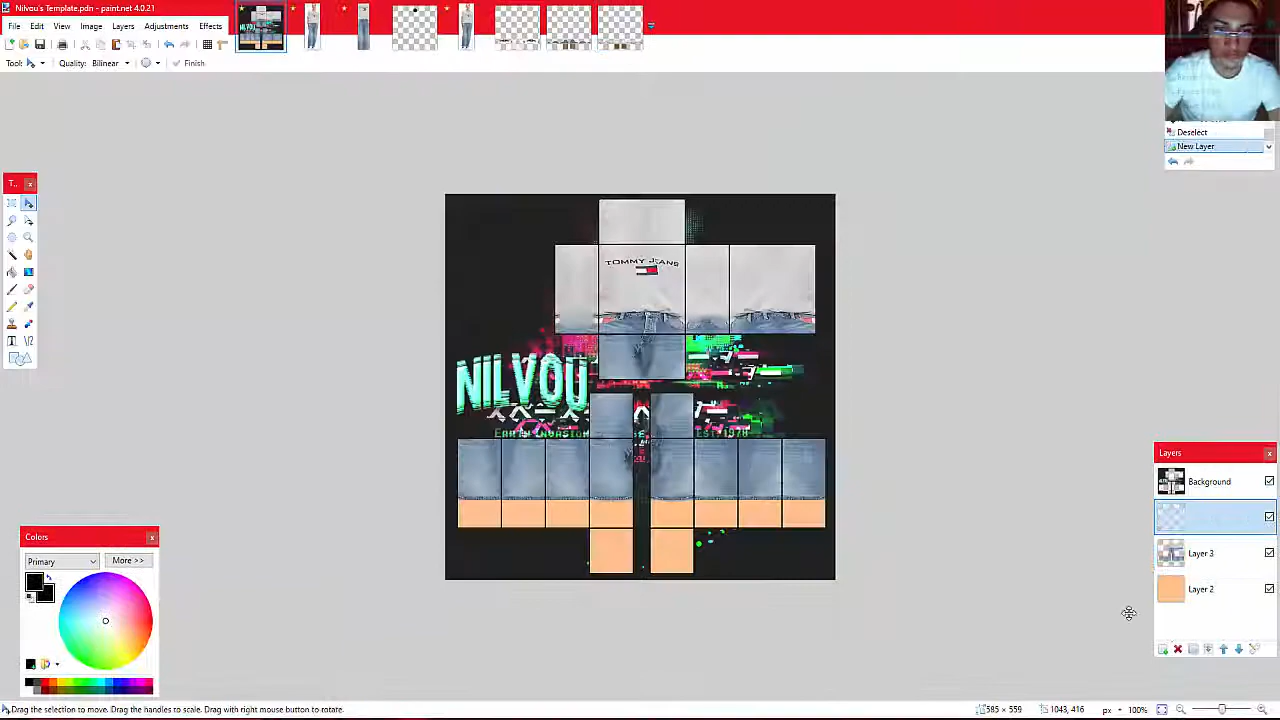 Nilvou's Template.pdn - paint.net 4.0.21
File Edit View Image Layers Adjustments Effects
Tool: Quality: Bilinear Finish
Deselect
New Layer
T...
TOMMY JEANS
NILVOU
EST.1978
Layers
Background
Layer 3
Layer 2
Colors
Primary
More >>
Drag the selection to move. Drag the handles to scale. Drag with right mouse button to rotate.
585 × 559
1043, 416
px
100%